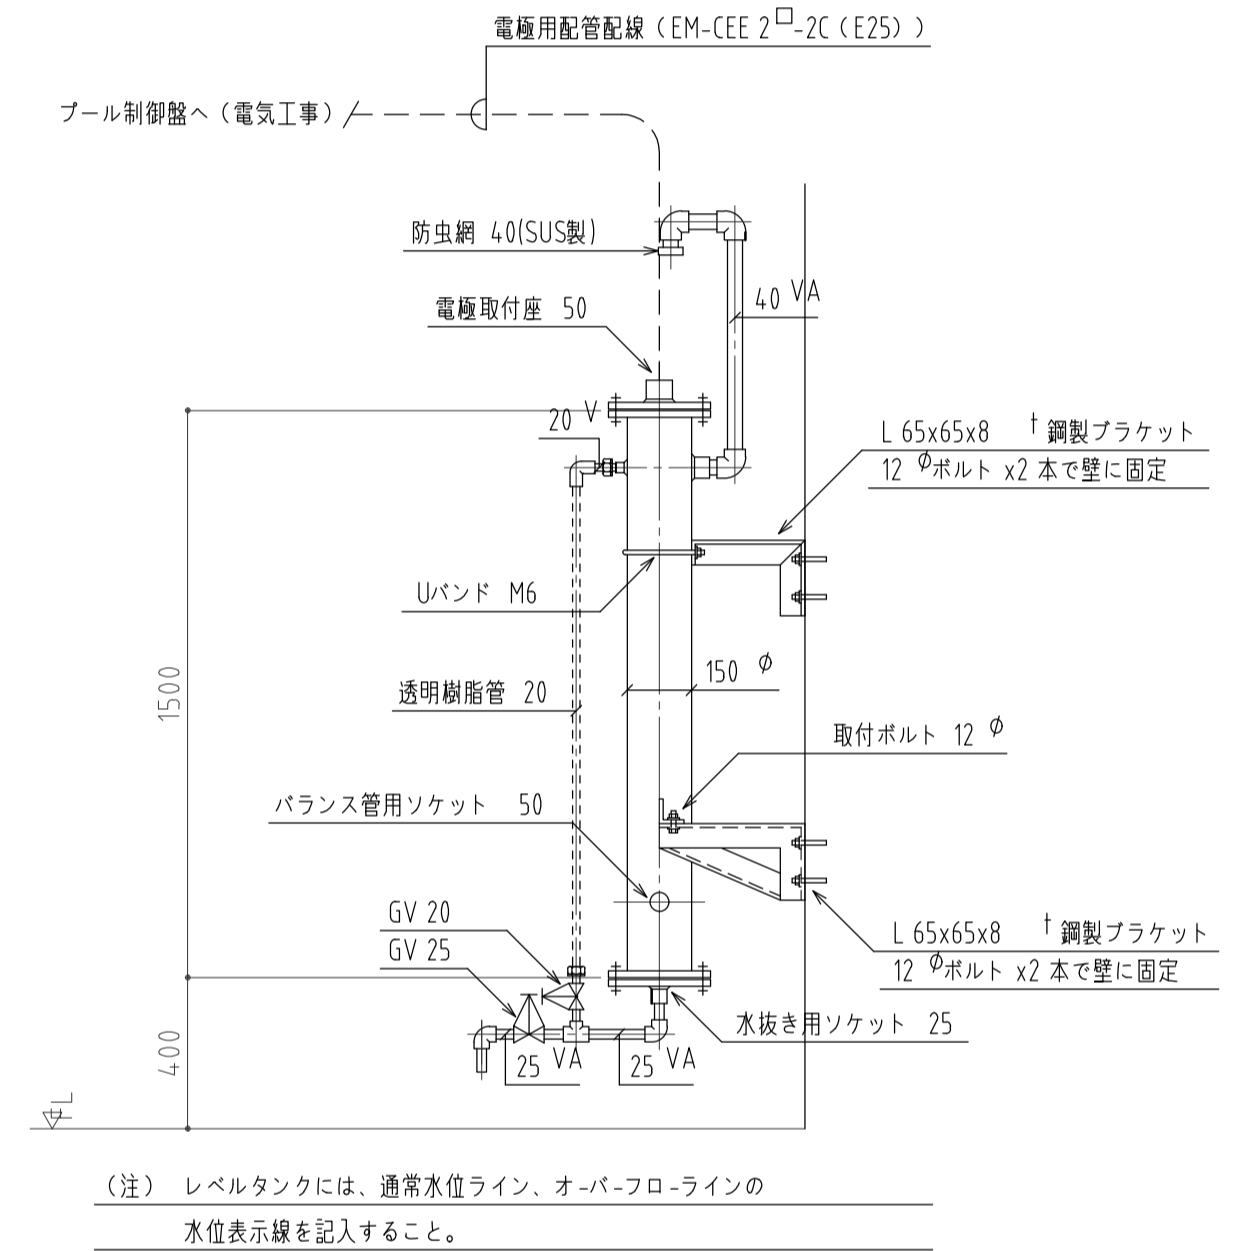 電極用配管配線（EM-CEE 2□-2C（E25））
プール制御盤へ（電気工事）
防虫網 40(SUS製)
40 VA
電極取付座 50
20 V
L 65x65x8 t 鋼製ブラケット
12 φボルト x2 本で壁に固定
Uバンド M6
150 φ
透明樹脂管 20
1500
取付ボルト 12 φ
バランス管用ソケット 50
GV 20
GV 25
L 65x65x8 t 鋼製ブラケット
12 φボルト x2 本で壁に固定
水抜き用ソケット 25
400
25 VA
25 VA
FL
（注） レベルタンクには、通常水位ライン、オ-バ-フロ-ラインの
水位表示線を記入すること。